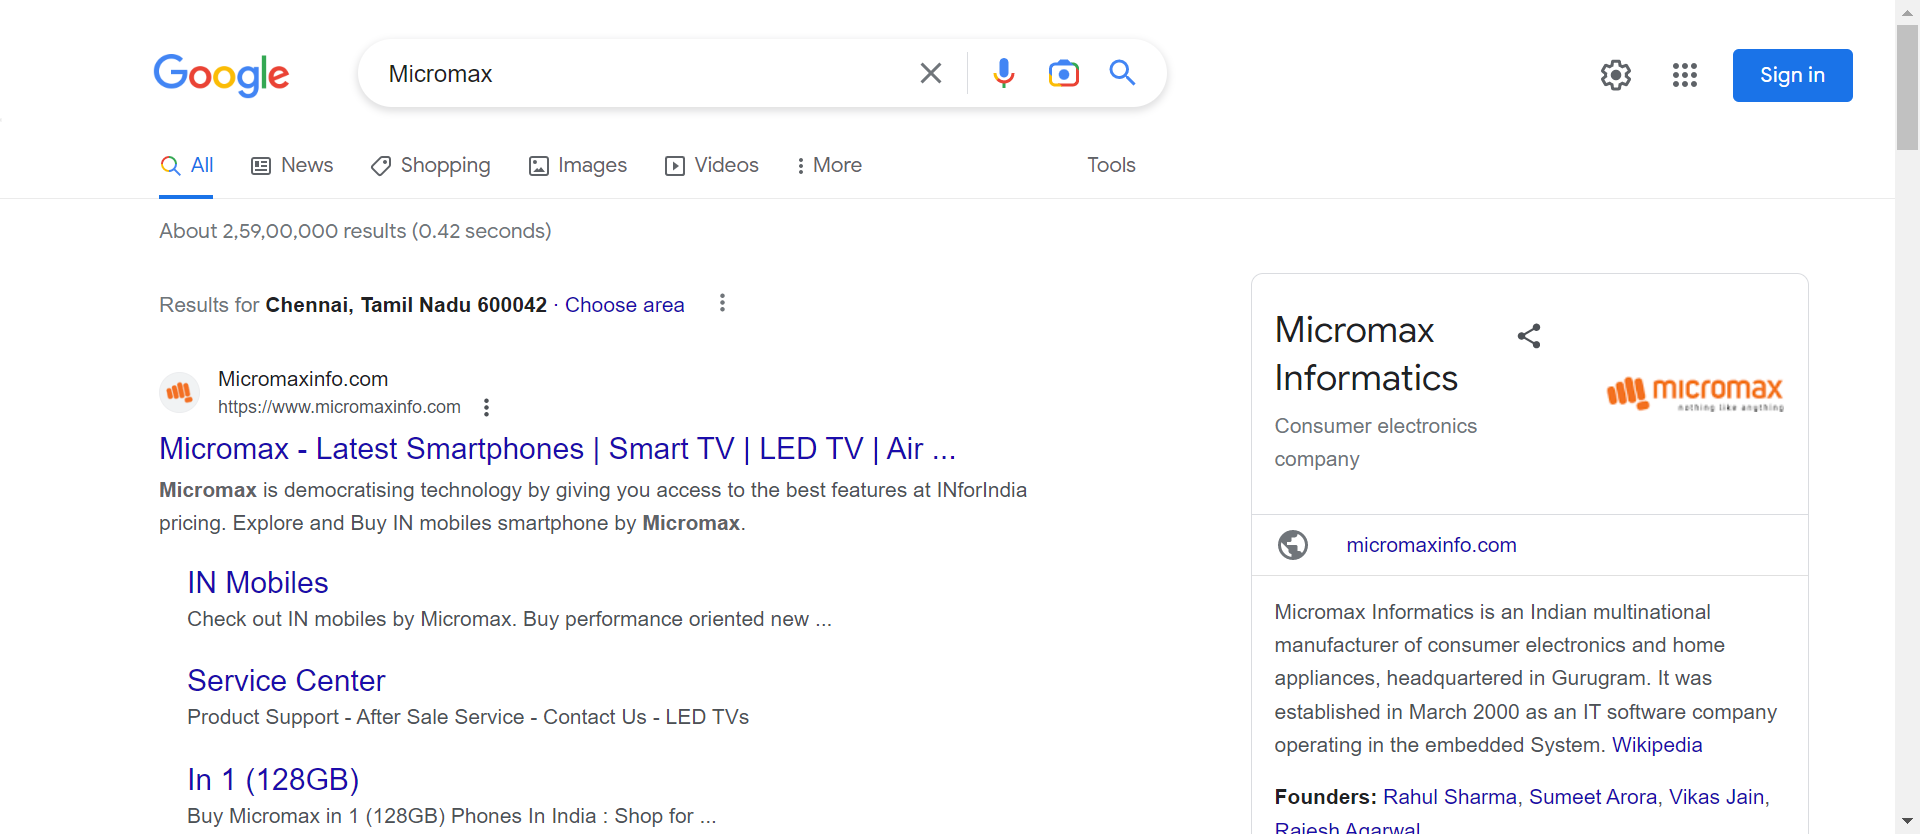 Google
Micromax
Sign in
All
News
Shopping
Images
Videos
More
Tools
About 2,59,00,000 results (0.42 seconds)
Results for Chennai, Tamil Nadu 600042 · Choose area
Micromaxinfo.com
https://www.micromaxinfo.com
Micromax - Latest Smartphones | Smart TV | LED TV | Air ...
Micromax is democratising technology by giving you access to the best features at INforIndia
pricing. Explore and Buy IN mobiles smartphone by Micromax.
IN Mobiles
Check out IN mobiles by Micromax. Buy performance oriented new ...
Service Center
Product Support - After Sale Service - Contact Us - LED TVs
In 1 (128GB)
Buy Micromax in 1 (128GB) Phones In India : Shop for ...
Micromax
Informatics
Consumer electronics
company
micromax
nothing like anything
micromaxinfo.com
Micromax Informatics is an Indian multinational
manufacturer of consumer electronics and home
appliances, headquartered in Gurugram. It was
established in March 2000 as an IT software company
operating in the embedded System. Wikipedia
Founders: Rahul Sharma, Sumeet Arora, Vikas Jain,
Rajesh Agarwal